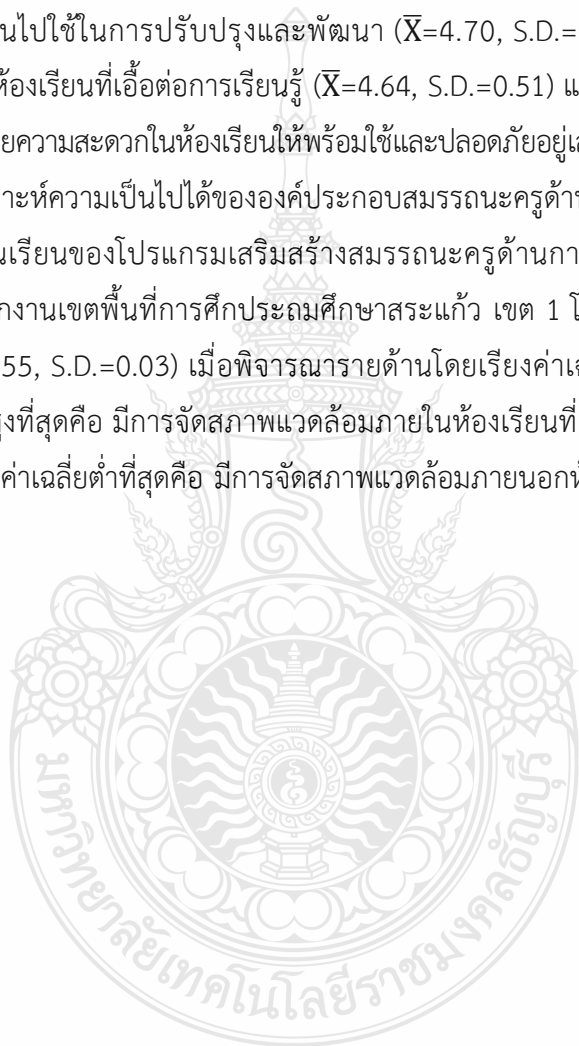 นไปใช้ในการปรับปรุงและพัฒนา (X̅=4.70, S.D.=
ห้องเรียนที่เอื้อต่อการเรียนรู้ (X̅=4.64, S.D.=0.51) แ
ยความสะดวกในห้องเรียนให้พร้อมใช้และปลอดภัยอยู่เส
าะห์ความเป็นไปได้ขององค์ประกอบสมรรถนะครูด้าน
นเรียนของโปรแกรมเสริมสร้างสมรรถนะครูด้านกา
กงานเขตพื้นที่การศึกประถมศึกษาสระแก้ว เขต 1 โ
55, S.D.=0.03) เมื่อพิจารณารายด้านโดยเรียงค่าเฉ
งที่สุดคือ มีการจัดสภาพแวดล้อมภายในห้องเรียนที่
ค่าเฉลี่ยต่ำที่สุดคือ มีการจัดสภาพแวดล้อมภายนอกห
มหาวิทยาลัยเทคโนโลยีราชมงคลธัญบุรี